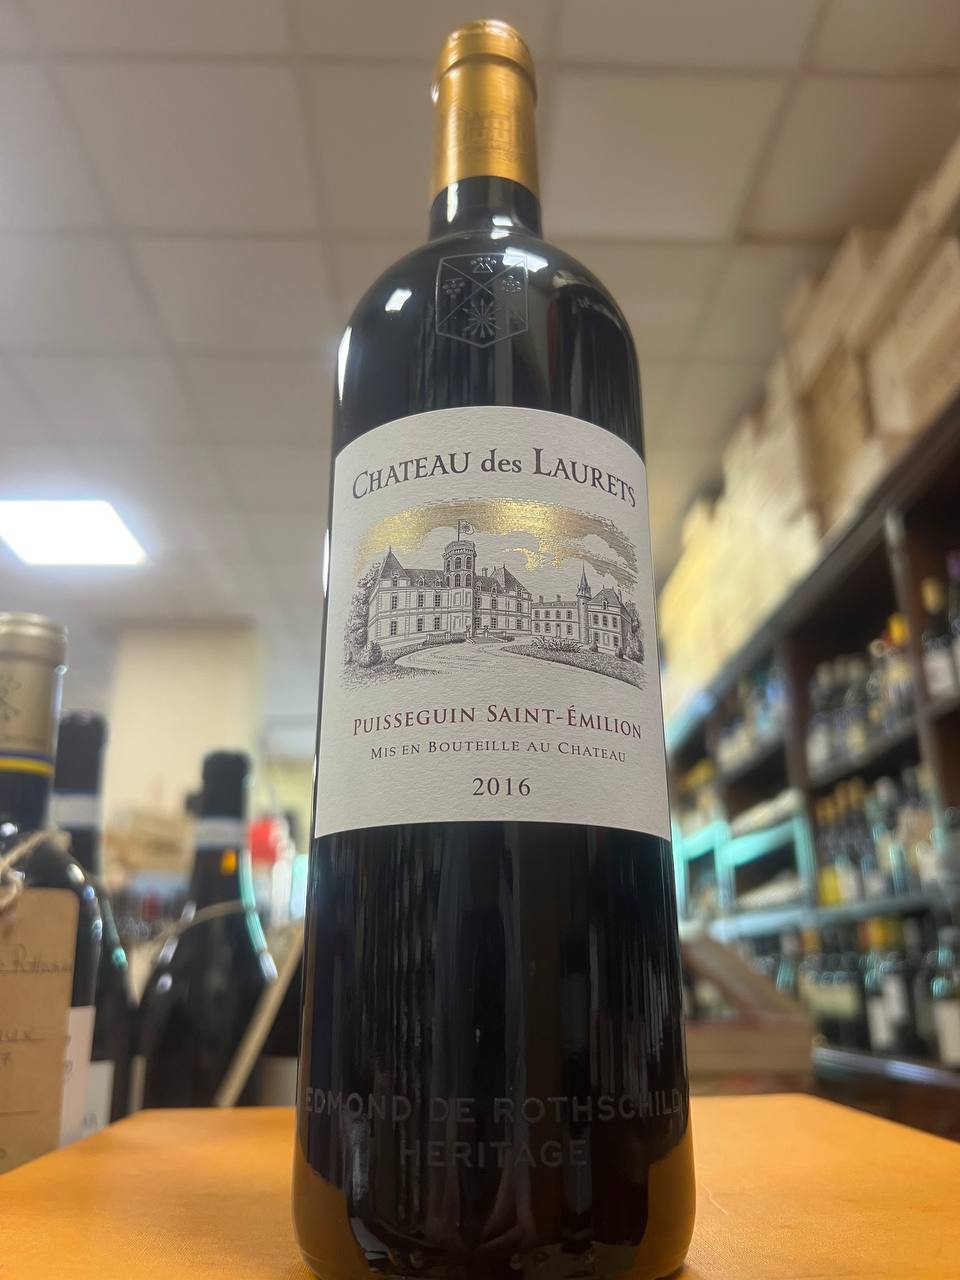 CHATEAU des LAURETS
PUISSEGUIN SAINT-ÉMILION
MIS EN BOUTEILLE AU CHATEAU
2016
EDMOND DE ROTHSCHILD
HERITAGE